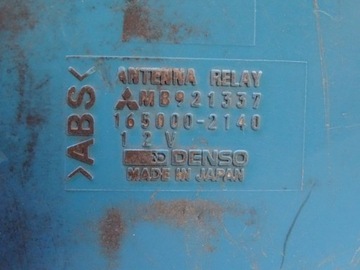 ANTENNA RELAY
MB921337
165000-2140
12V
DENSO
MADE IN JAPAN
>ABS<